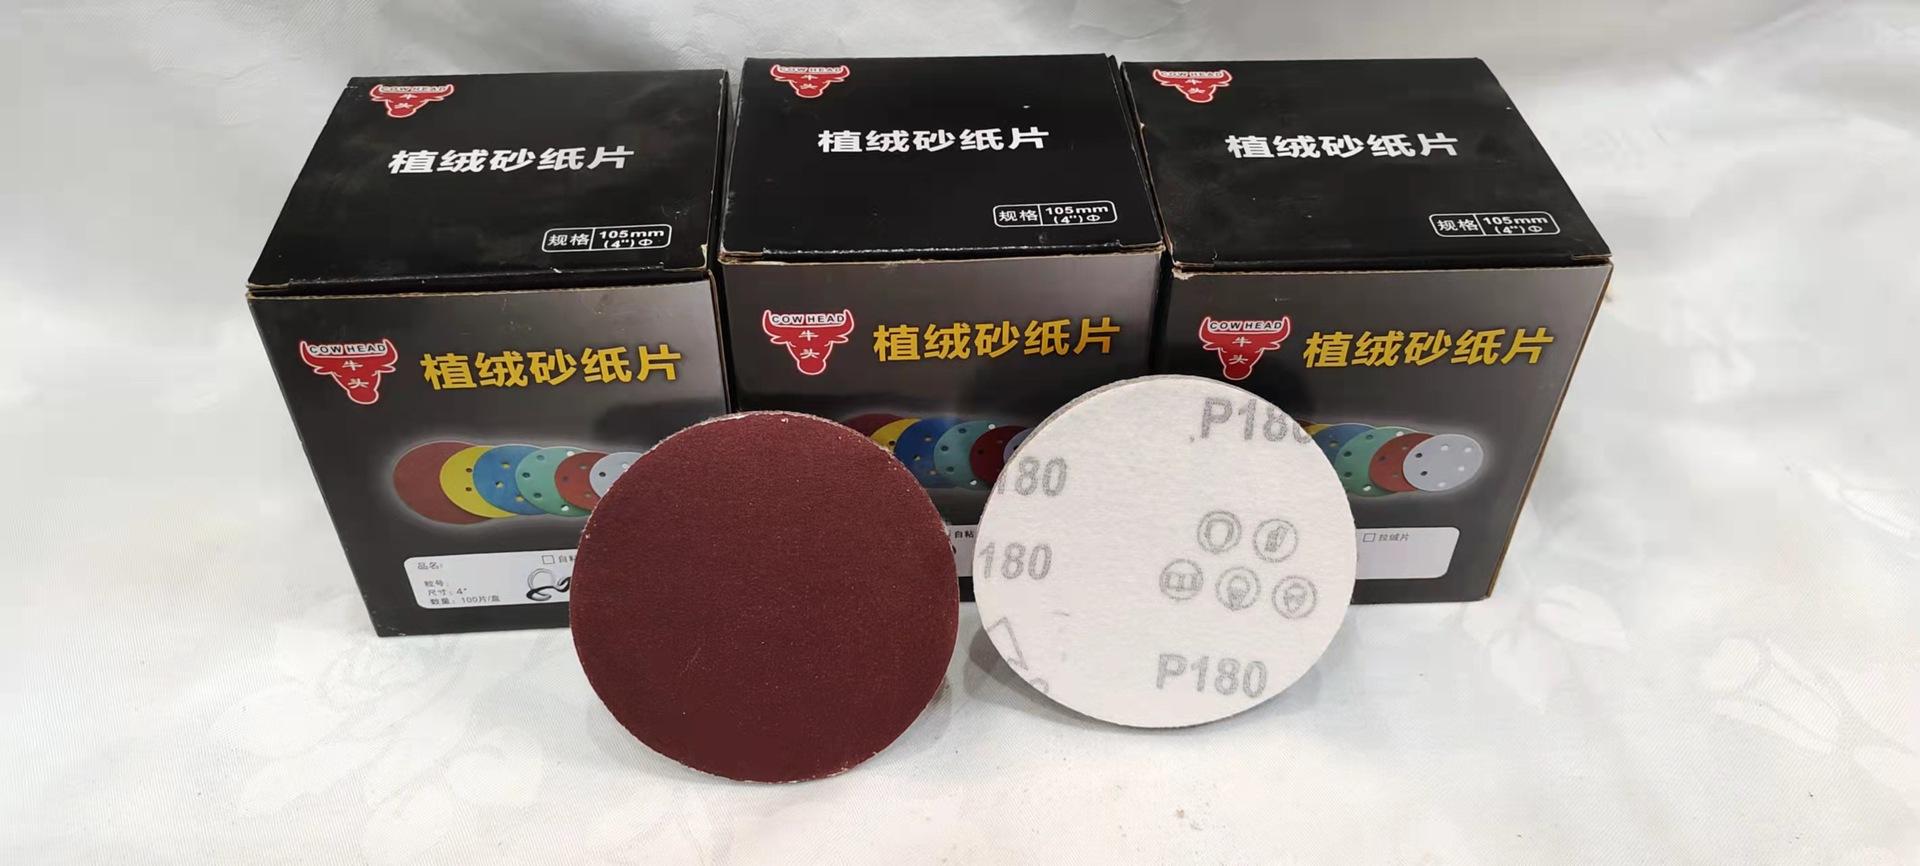 COW HEAD
牛
头
植绒砂纸片
规格
105mm
(4")Φ
COW HEAD
牛
头
植绒砂纸片
规格
105mm
(4")Φ
COW HEAD
牛
头
植绒砂纸片
规格
105mm
(4")Φ
COW HEAD
牛
头
植绒砂纸片
品名:
粒号:
尺寸: 4"
数量: 100片/盒
COW HEAD
牛
头
植绒砂纸片
自粘
COW HEAD
牛
头
植绒砂纸片
拉绒片
P180
180
180
P180